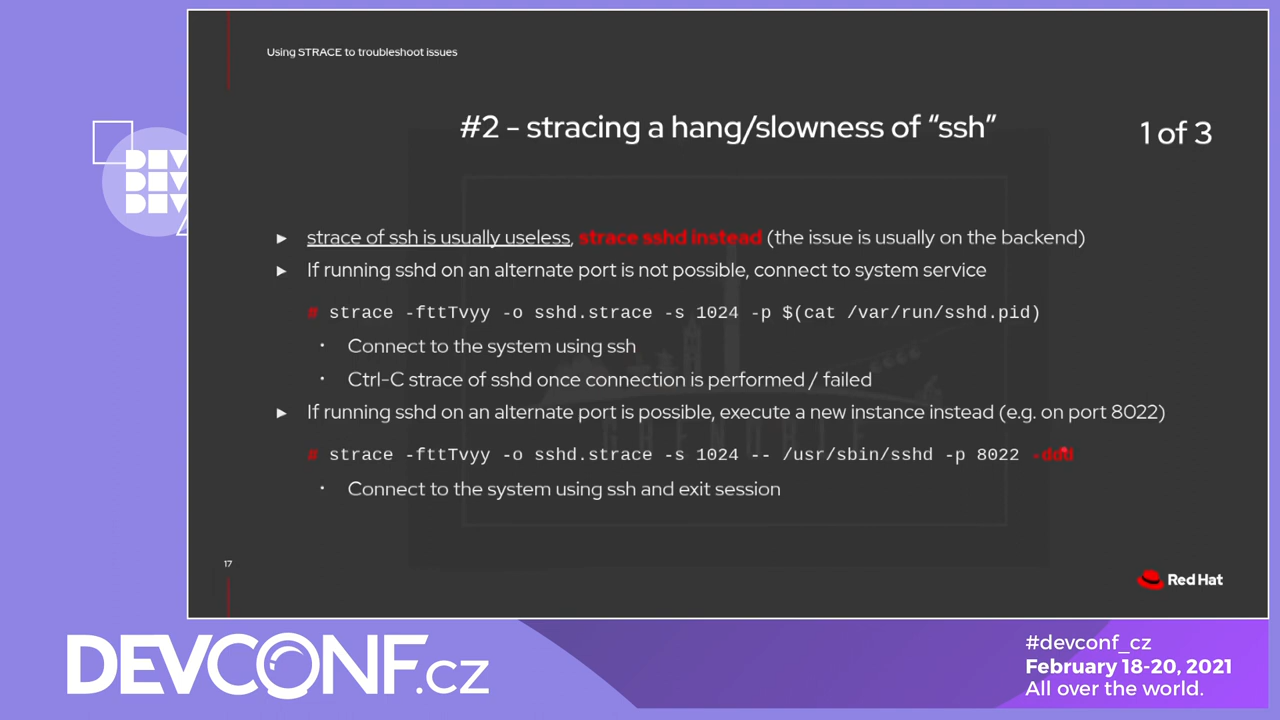 Using STRACE to troubleshoot issues
#2 - stracing a hang/slowness of “ssh”
1 of 3
► strace of ssh is usually useless, strace sshd instead (the issue is usually on the backend)
► If running sshd on an alternate port is not possible, connect to system service
# strace -fttTvyy -o sshd.strace -s 1024 -p $(cat /var/run/sshd.pid)
· Connect to the system using ssh
· Ctrl-C strace of sshd once connection is performed / failed
► If running sshd on an alternate port is possible, execute a new instance instead (e.g. on port 8022)
# strace -fttTvyy -o sshd.strace -s 1024 -- /usr/sbin/sshd -p 8022 -ddd
· Connect to the system using ssh and exit session
17
Red Hat
DEV
DEV
DEV
DEVCONF.cz
#devconf_cz
February 18-20, 2021
All over the world.